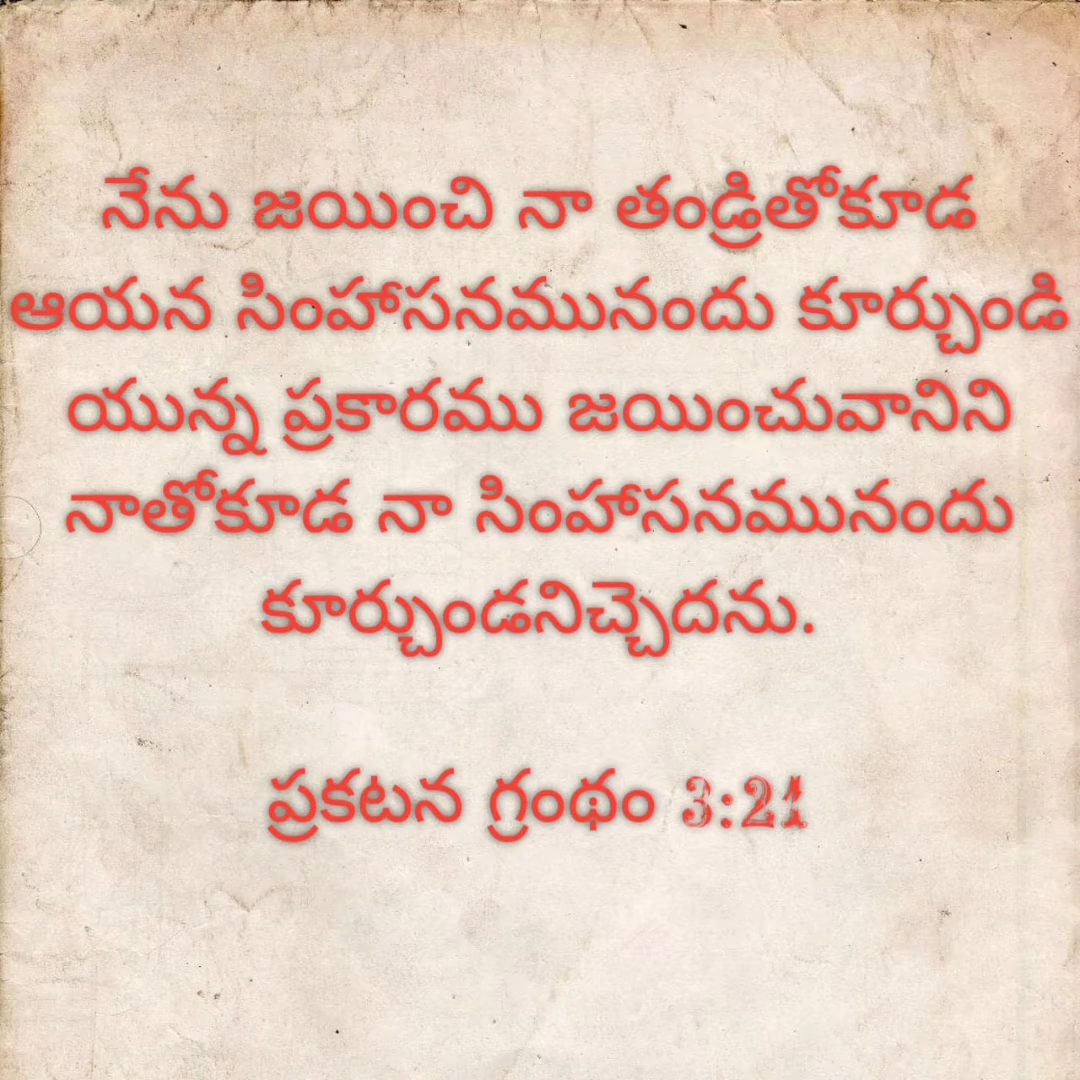 నేను జయించి నా తండ్రితోకూడ
ఆయన సింహాసనమునందు కూర్చుండి
యున్న ప్రకారము జయించువానిని
నాతోకూడ నా సింహాసనమునందు
కూర్చుండనిచ్చెదను.
ప్రకటన గ్రంథం 3:21